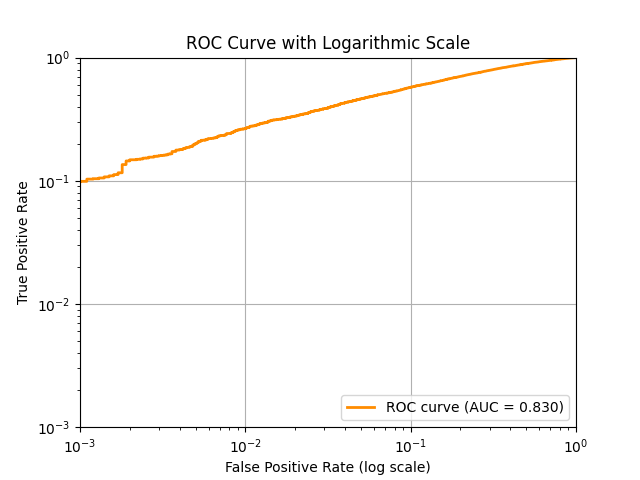 ROC Curve with Logarithmic Scale
10⁰
10⁻¹
10⁻²
10⁻³
True Positive Rate
ROC curve (AUC = 0.830)
10⁻³
10⁻²
10⁻¹
10⁰
False Positive Rate (log scale)